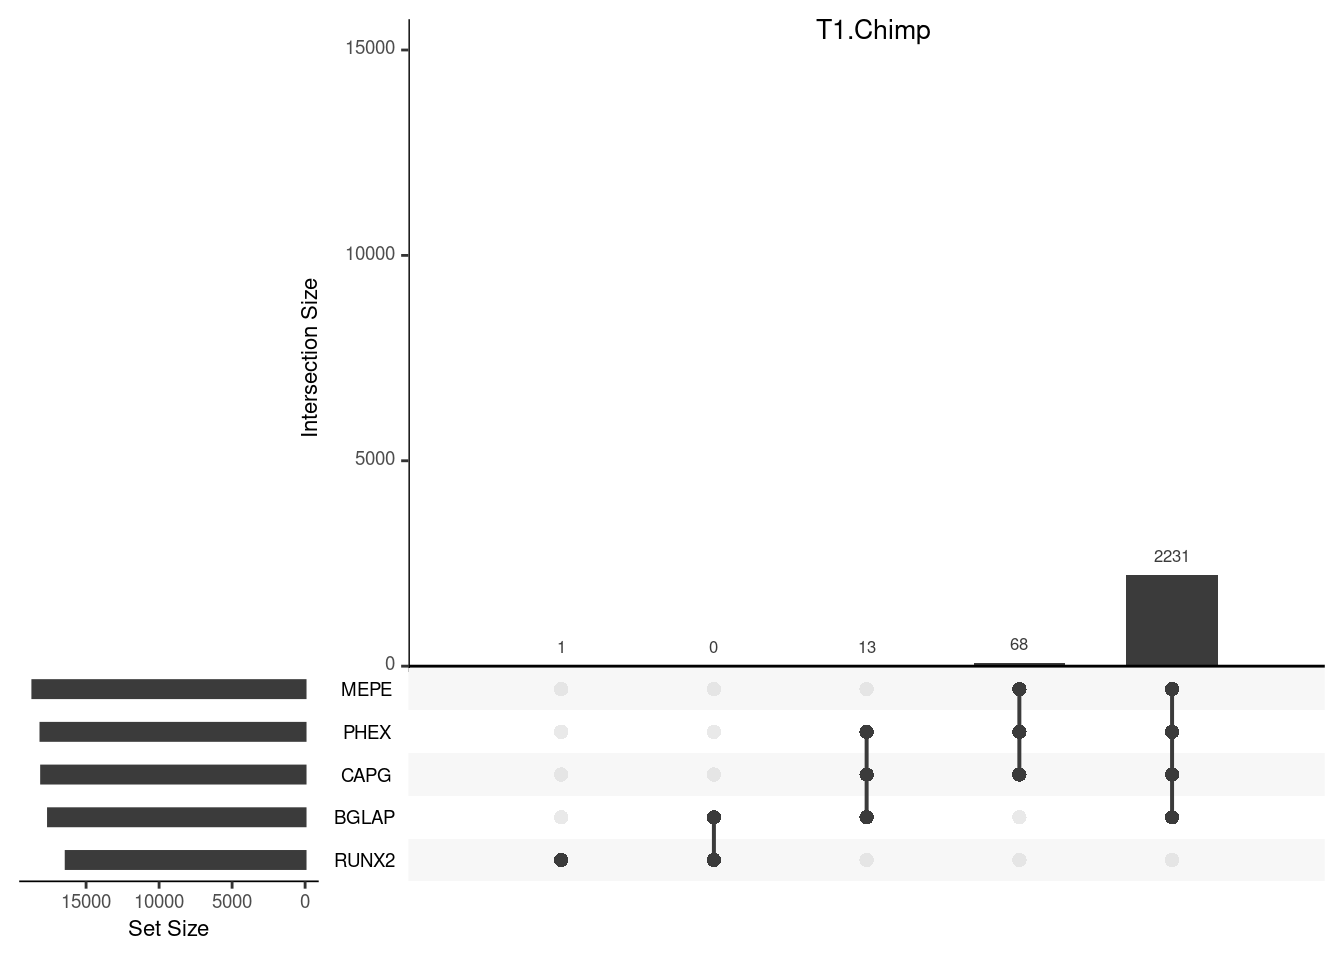 T1.Chimp
15000
10000
5000
0
Intersection Size
1
0
13
68
2231
MEPE
PHEX
CAPG
BGLAP
RUNX2
15000 10000 5000 0
Set Size